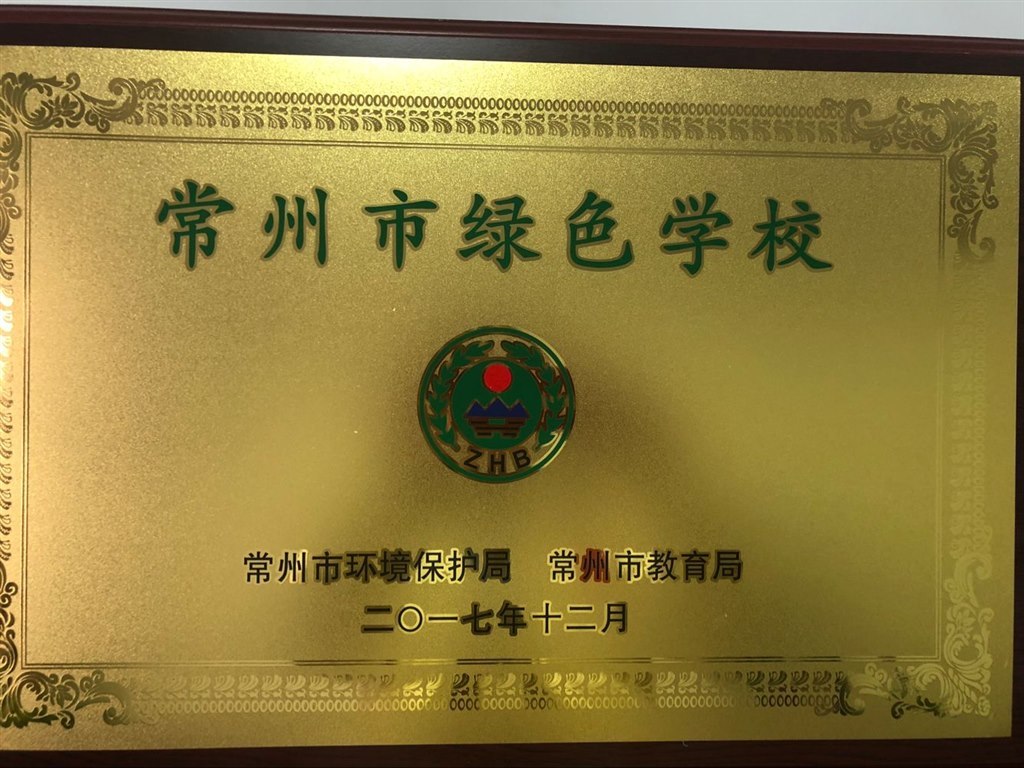 常州市绿色学校
ZHB
常州市环境保护局 常州市教育局
二〇一七年十二月